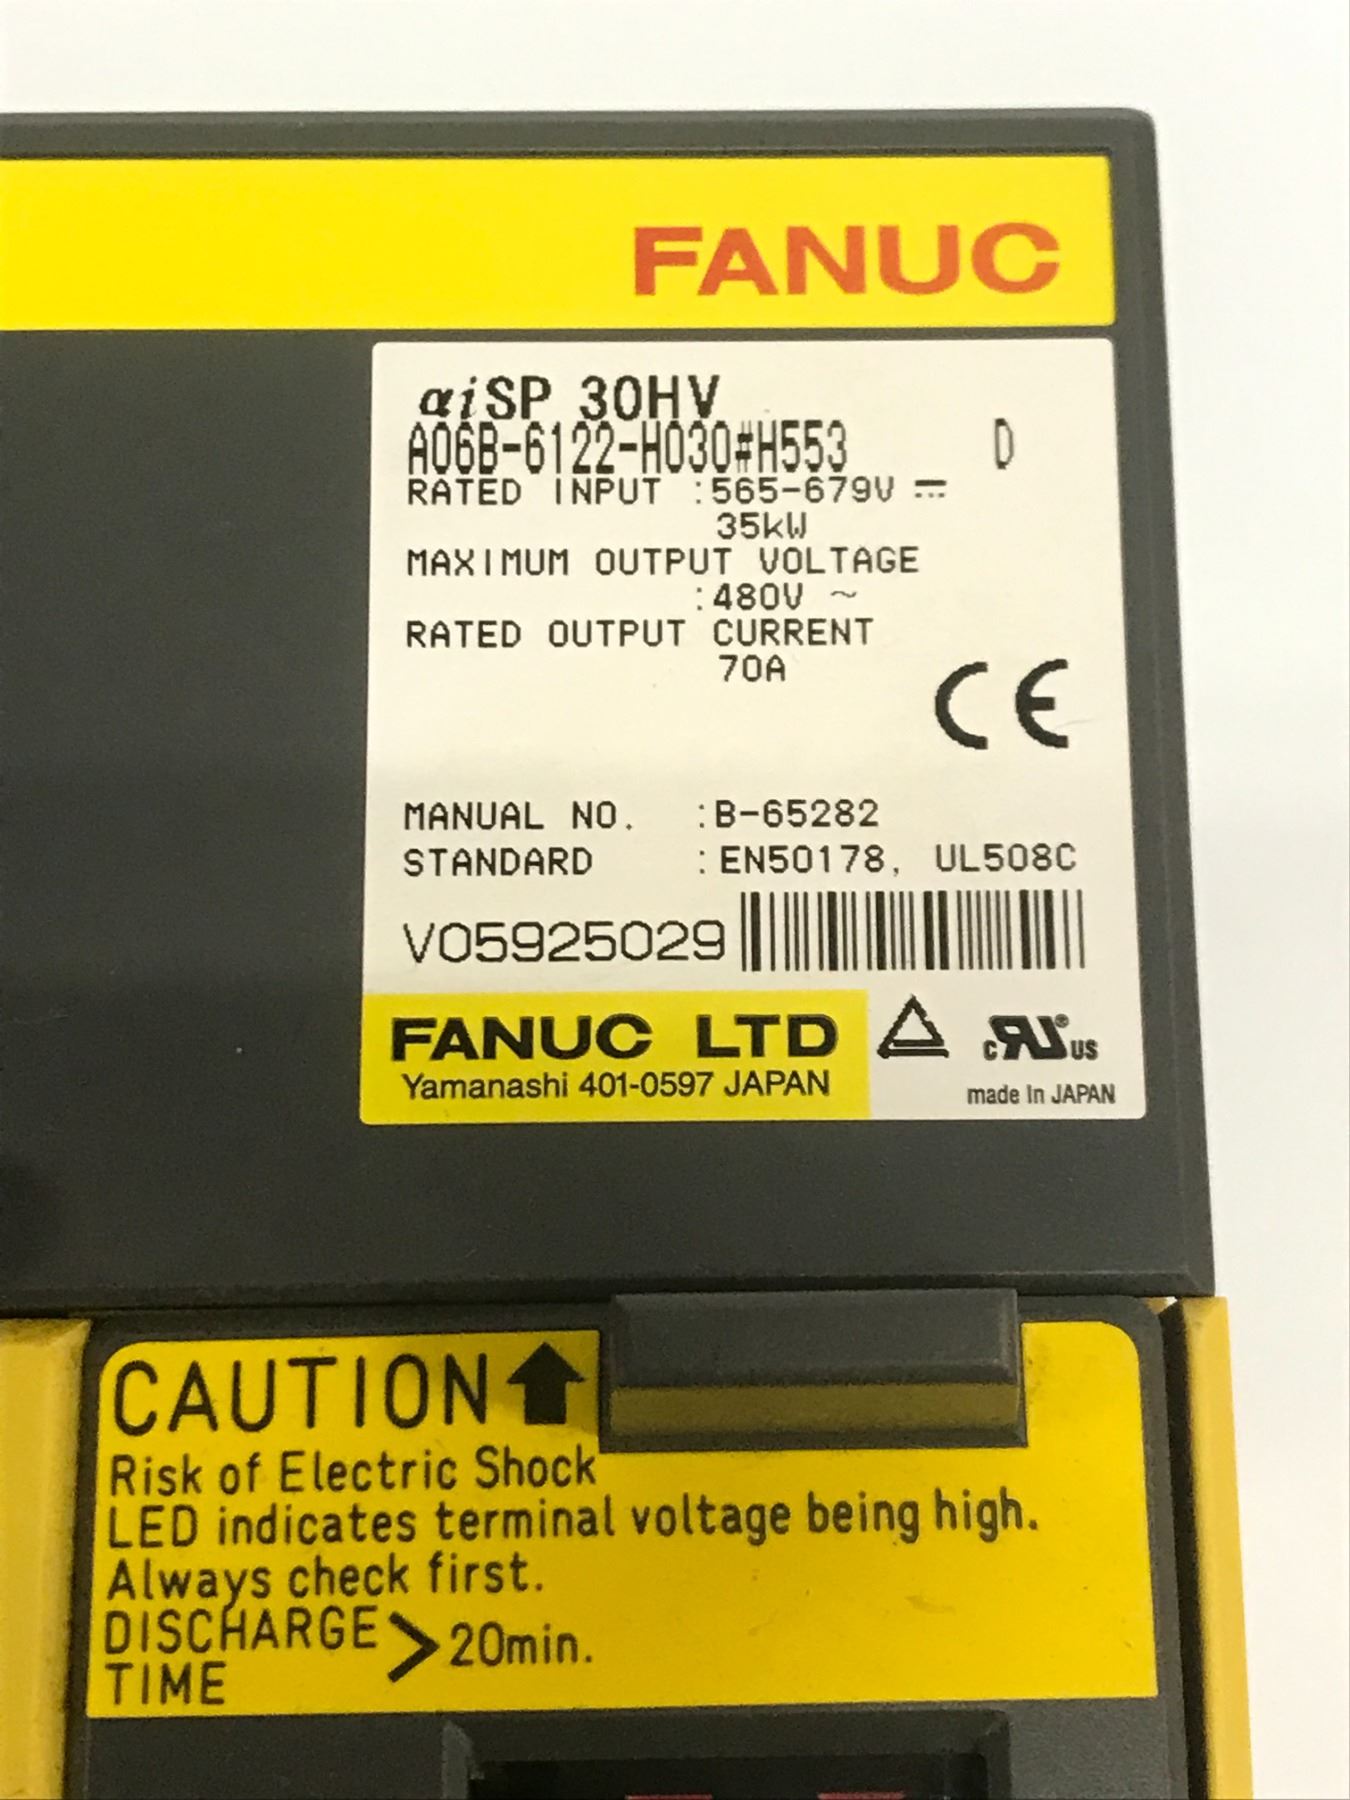 FANUC
αiSP 30HV
A06B-6122-H030#H553 D
RATED INPUT :565-679V ⎓
35kW
MAXIMUM OUTPUT VOLTAGE
:480V ~
RATED OUTPUT CURRENT
70A
CE
MANUAL NO. :B-65282
STANDARD :EN50178, UL508C
V05925029
FANUC LTD
Yamanashi 401-0597 JAPAN
c RU ® US
made In JAPAN
CAUTION ⬆
Risk of Electric Shock
LED indicates terminal voltage being high.
Always check first.
DISCHARGE TIME > 20min.